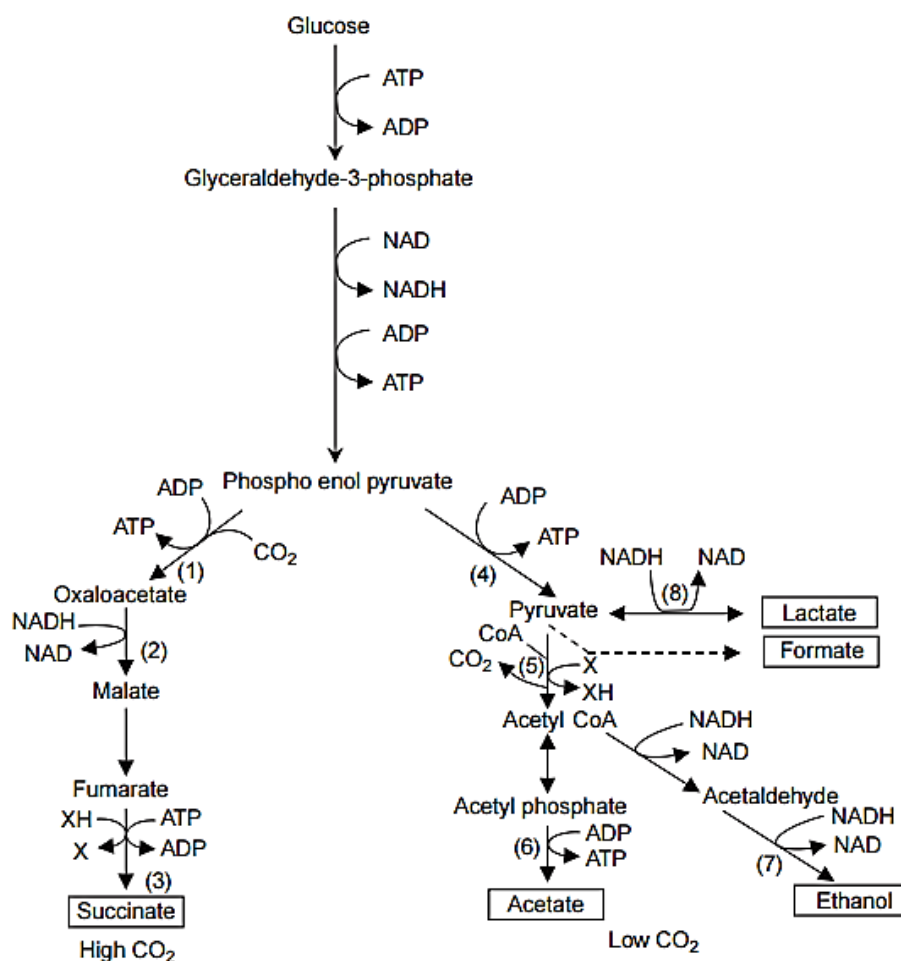 Glucose
ATP
ADP
Glyceraldehyde-3-phosphate
NAD
NADH
ADP
ATP
Phospho enol pyruvate
ADP
ATP
CO2
(1)
ADP
ATP
(4)
Oxaloacetate
NADH
NAD
(2)
Malate
Fumarate
XH
ATP
X
ADP
(3)
Succinate
High CO2
Pyruvate
NADH
NAD
(8)
Lactate
Formate
CoA
CO2
(5)
X
XH
Acetyl CoA
NADH
NAD
Acetyl phosphate
Acetaldehyde
(6)
ADP
ATP
NADH
NAD
(7)
Acetate
Ethanol
Low CO2